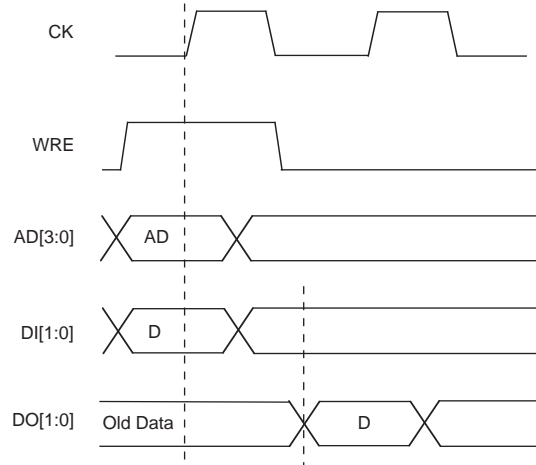 CK
WRE
AD[3:0]
AD
DI[1:0]
D
DO[1:0]
Old Data
D